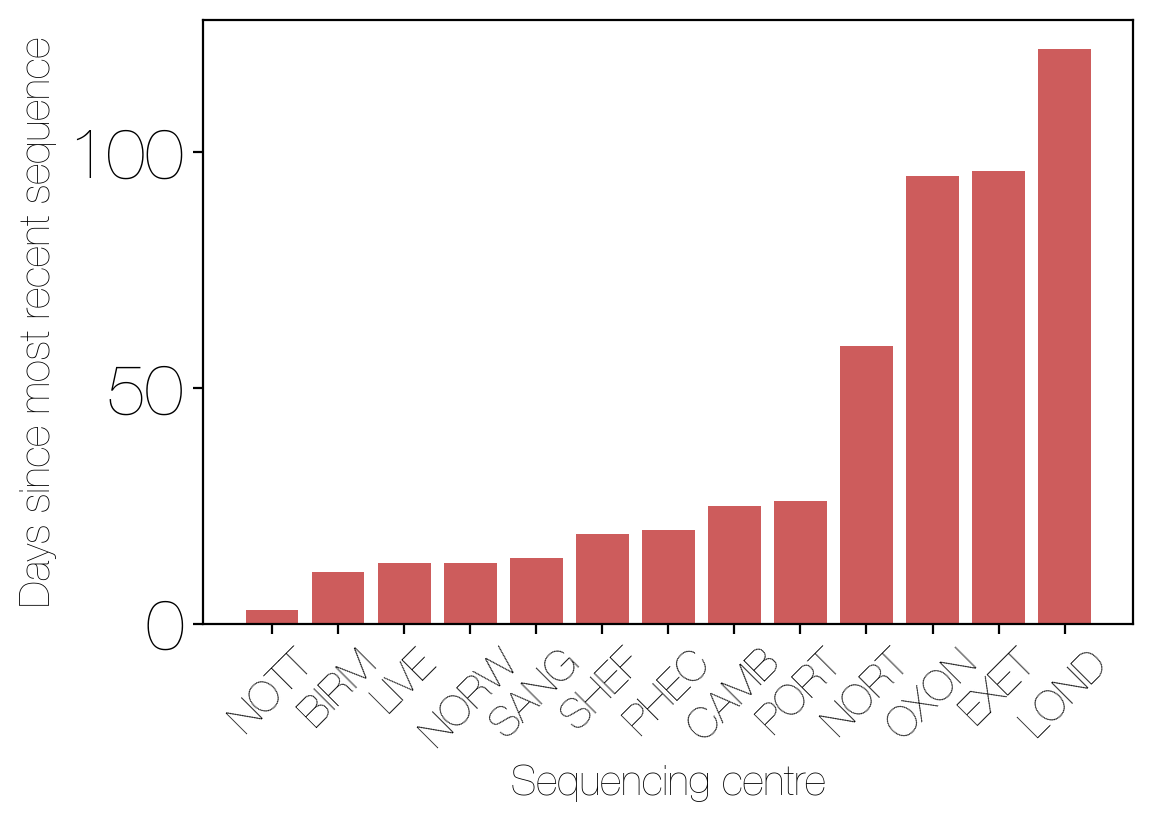 Days since most recent sequence
100
50
0
NOTT
BIRM
LIVE
NORW
SANG
SHEF
PHEC
CAMB
PORT
NORT
OXON
EXET
LOND
Sequencing centre